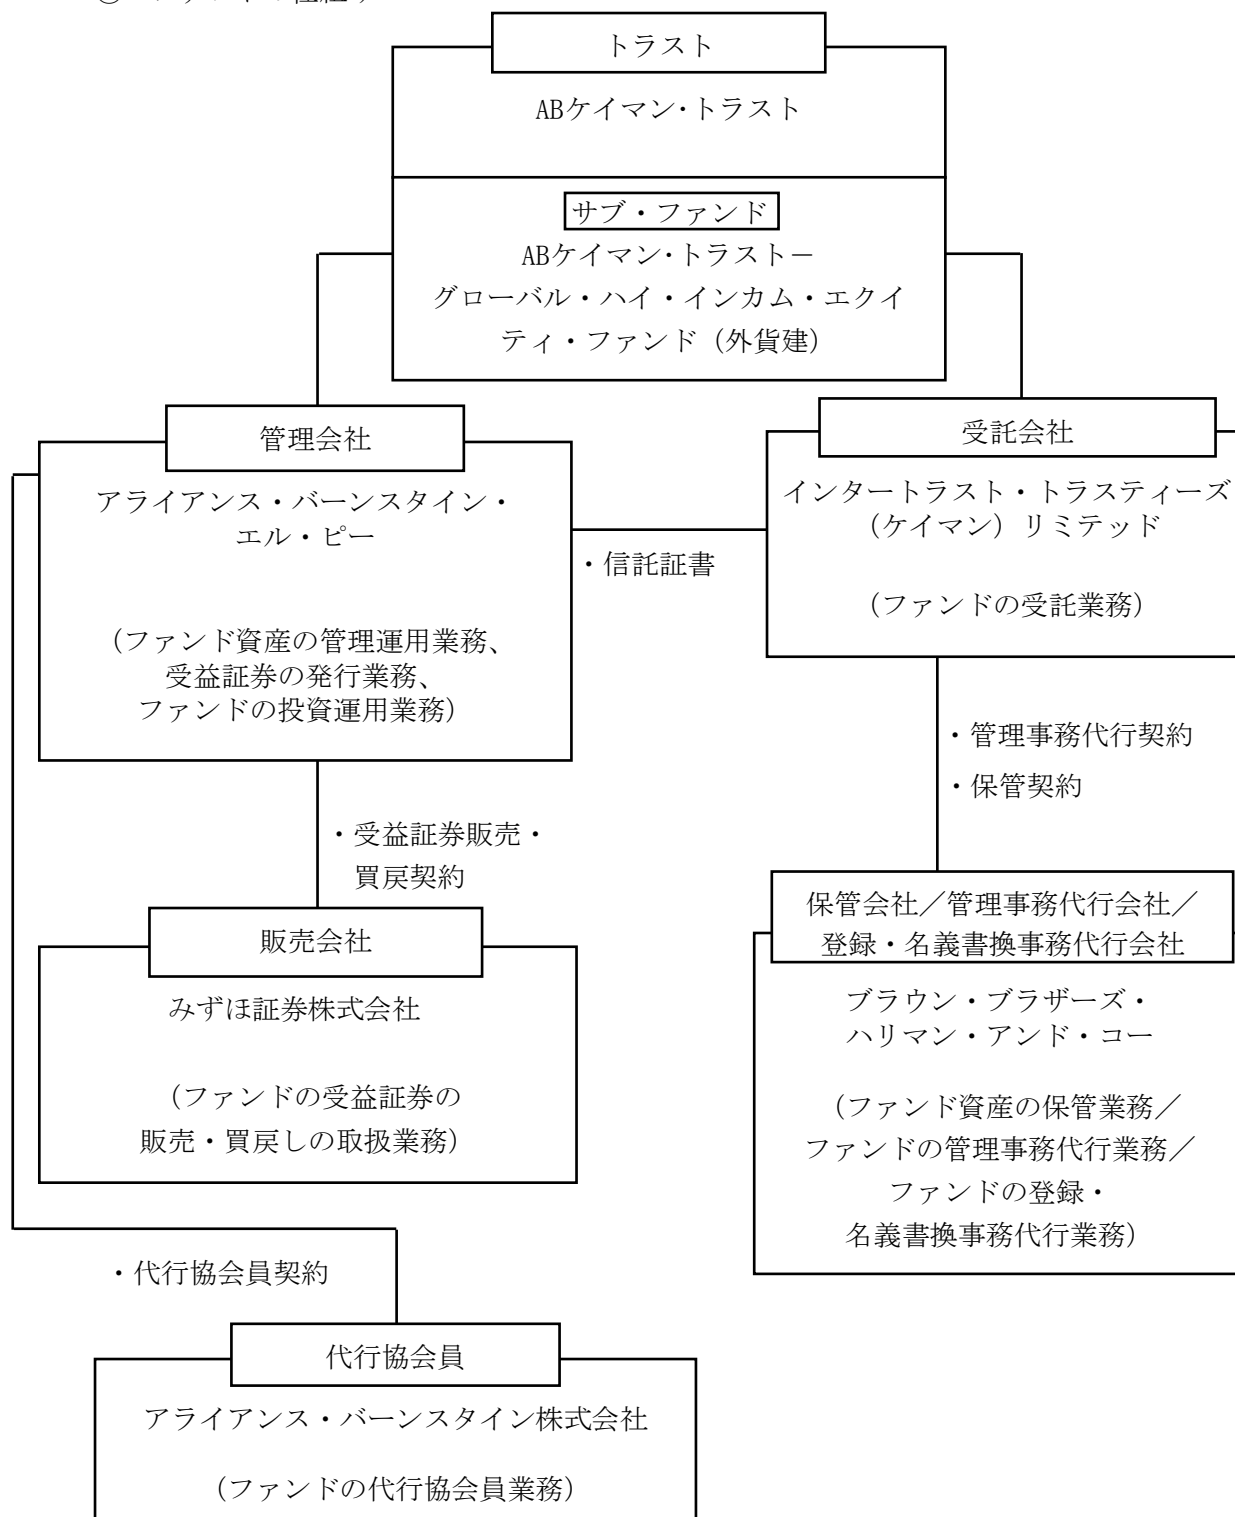 トラスト
ABケイマン・トラスト
サブ・ファンド
ABケイマン・トラスト－
グローバル・ハイ・インカム・エクイ
ティ・ファンド（外貨建）
管理会社
アライアンス・バーンスタイン・
エル・ピー
（ファンド資産の管理運用業務、
受益証券の発行業務、
ファンドの投資運用業務）
・信託証書
受託会社
インタートラスト・トラスティーズ
（ケイマン）リミテッド
（ファンドの受託業務）
・管理事務代行契約
・保管契約
・受益証券販売・
買戻契約
販売会社
みずほ証券株式会社
（ファンドの受益証券の
販売・買戻しの取扱業務）
保管会社／管理事務代行会社／
登録・名義書換事務代行会社
ブラウン・ブラザーズ・
ハリマン・アンド・コー
（ファンド資産の保管業務／
ファンドの管理事務代行業務／
ファンドの登録・
名義書換事務代行業務）
・代行協会員契約
代行協会員
アライアンス・バーンスタイン株式会社
（ファンドの代行協会員業務）